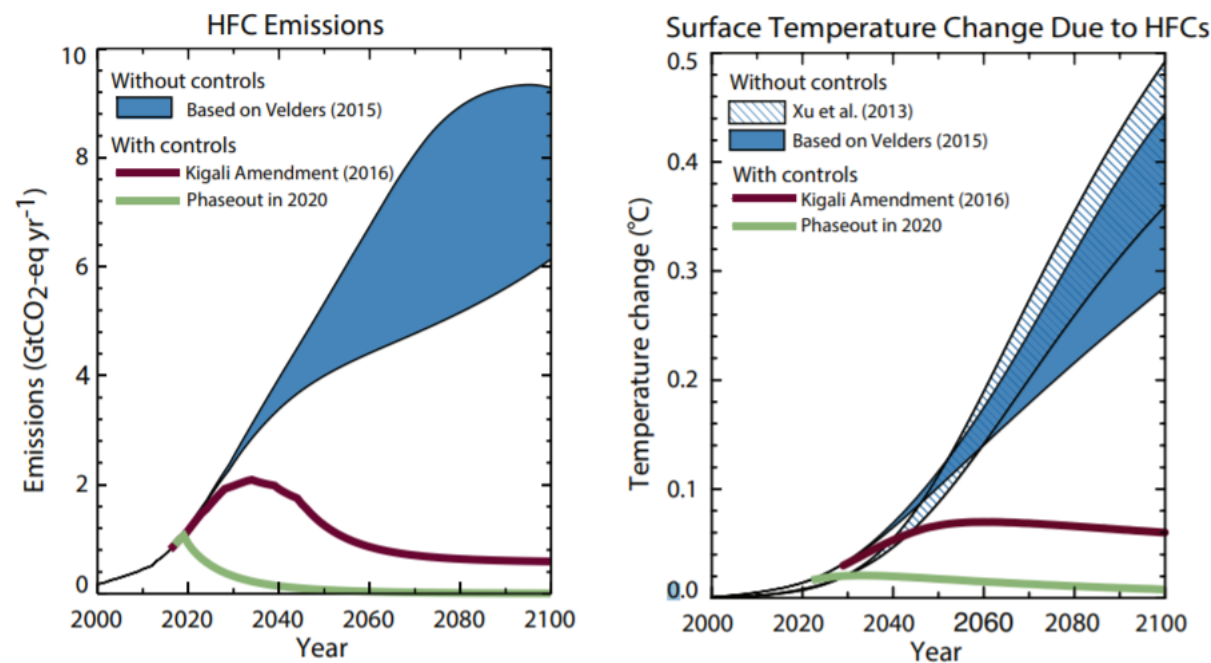 HFC Emissions
10
8
6
4
2
0
Emissions (GtCO2-eq yr-1)
Without controls
Based on Velders (2015)
With controls
Kigali Amendment (2016)
Phaseout in 2020
2000 2020 2040 2060 2080 2100
Year
Surface Temperature Change Due to HFCs
0.5
0.4
0.3
0.2
0.1
0.0
Temperature change (°C)
Without controls
Xu et al. (2013)
Based on Velders (2015)
With controls
Kigali Amendment (2016)
Phaseout in 2020
2000 2020 2040 2060 2080 2100
Year